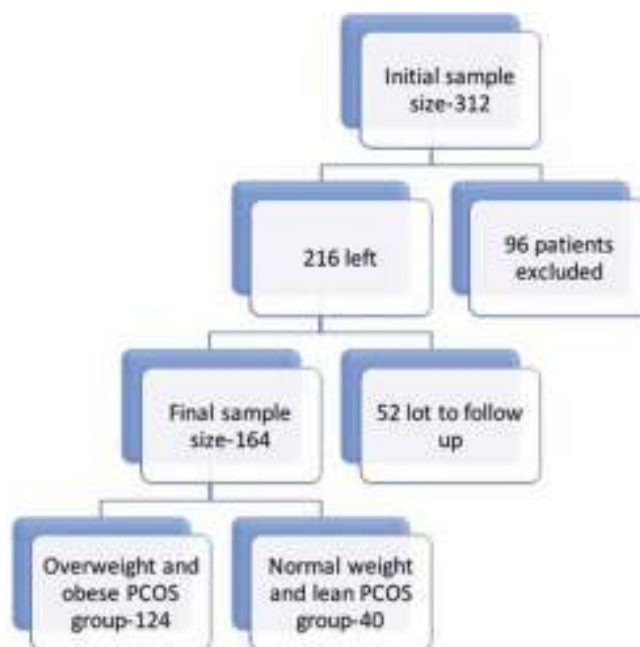 Initial sample
size-312
216 left
96 patients
excluded
Final sample
size-164
52 lot to follow
up
Overweight and
obese PCOS
group-124
Normal weight
and lean PCOS
group-40